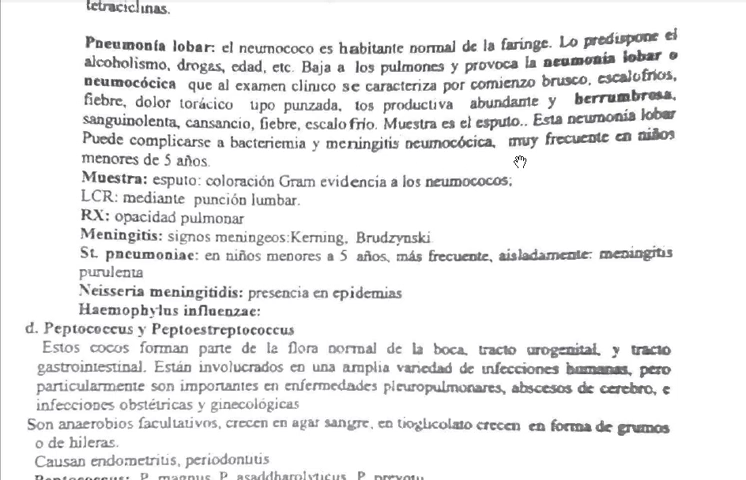 tetraciclinas.
Pneumonía lobar: el neumococo es habitante normal de la faringe. Lo predispone el
alcoholismo, drogas, edad, etc. Baja a los pulmones y provoca la neumonía lobar o
neumocócica que al examen clínico se caracteriza por comienzo brusco, escalofríos,
fiebre, dolor torácico tipo punzada, tos productiva abundante y berrumbrosa,
sanguinolenta, cansancio, fiebre, escalofrío. Muestra es el esputo.. Esta neumonía lobar
Puede complicarse a bacteriemia y meningitis neumocócica, muy frecuente en niños
menores de 5 años.
Muestra: esputo: coloración Gram evidencia a los neumococos;
LCR: mediante punción lumbar.
RX: opacidad pulmonar
Meningitis: signos meningeos:Kerning, Brudzynski
St. pneumoniae: en niños menores a 5 años, más frecuente, aisladamente: meningitis
purulenta
Neisseria meningitidis: presencia en epidemias
Haemophylus influenzae:
d. Peptococcus y Peptoestreptococcus
Estos cocos forman parte de la flora normal de la boca, tracto urogenital, y tracto
gastrointestinal. Están involucrados en una amplia variedad de infecciones humanas, pero
particularmente son importantes en enfermedades pleuropulmonares, abscesos de cerebro, e
infecciones obstétricas y ginecológicas
Son anaerobios facultativos, crecen en agar sangre, en tioglicolato crecen en forma de grumos
o de hileras.
Causan endometritis, periodontitis
Peptococcus: P. magnus, P. asaddharolyticus, P. prevotu